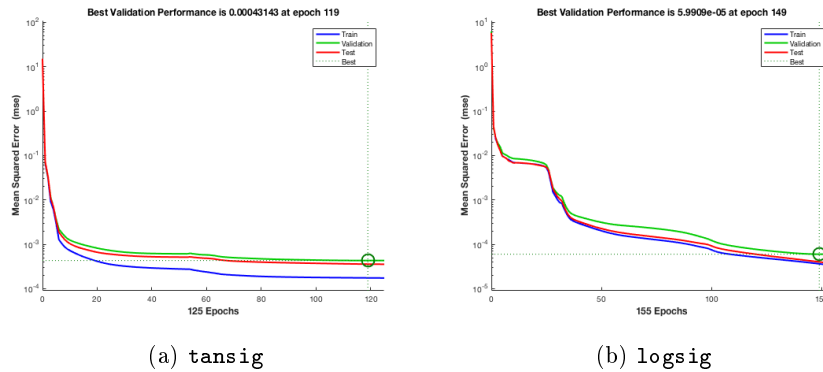 Best Validation Performance is 0.00043143 at epoch 119
10^2
10^1
10^0
10^-1
10^-2
10^-3
10^-4
Mean Squared Error (mse)
Train
Validation
Test
Best
0
20
40
60
80
100
120
125 Epochs
(a) tansig
Best Validation Performance is 5.9909e-05 at epoch 149
10^2
10^1
10^0
10^-1
10^-2
10^-3
10^-4
10^-5
Mean Squared Error (mse)
Train
Validation
Test
Best
0
50
100
155 Epochs
(b) logsig